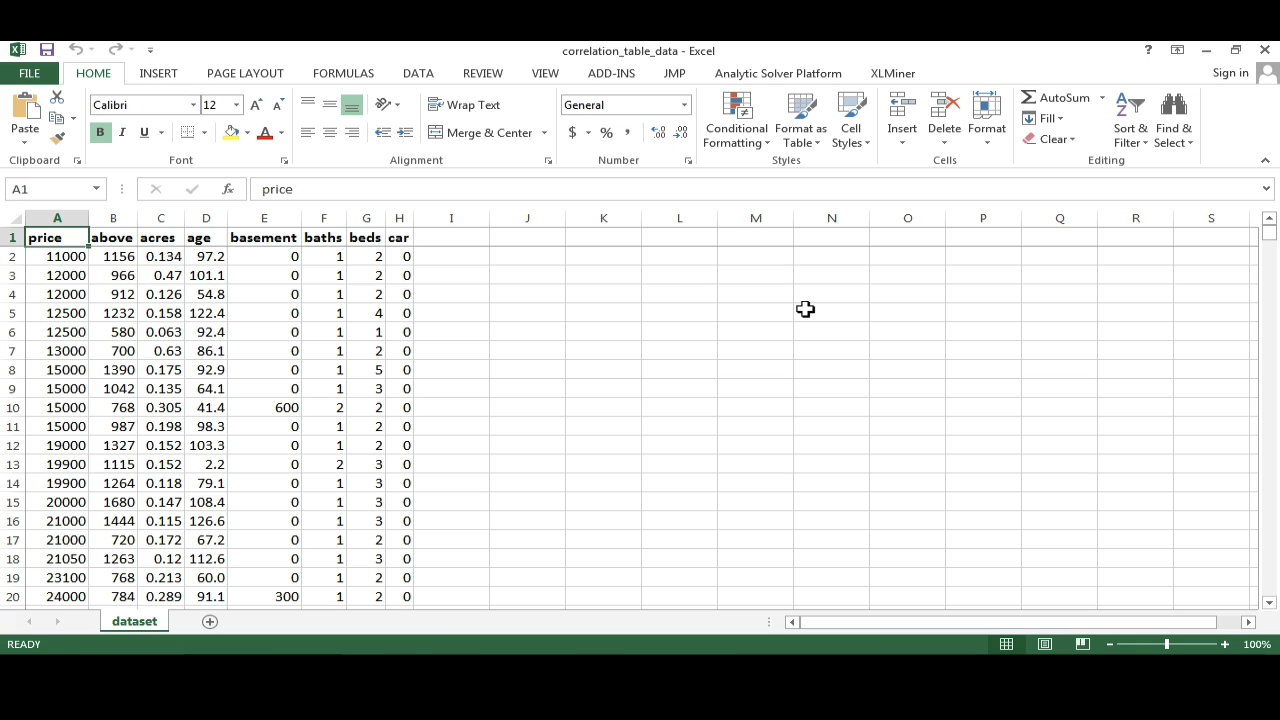 correlation_table_data - Excel
FILE HOME INSERT PAGE LAYOUT FORMULAS DATA REVIEW VIEW ADD-INS JMP Analytic Solver Platform XLMiner Sign in
Calibri 12 Wrap Text General AutoSum
Paste Conditional Formatting Format as Table Cell Styles Insert Delete Format Fill Sort & Filter Find & Select
B I U Merge & Center $ % , Clear
Clipboard Font Alignment Number Styles Cells Editing
A1 fx price
A B C D E F G H I J K L M N O P Q R S
1 price above acres age basement baths beds car
2 11000 1156 0.134 97.2 0 1 2 0
3 12000 966 0.47 101.1 0 1 2 0
4 12000 912 0.126 54.8 0 1 2 0
5 12500 1232 0.158 122.4 0 1 4 0
6 12500 580 0.063 92.4 0 1 1 0
7 13000 700 0.63 86.1 0 1 2 0
8 15000 1390 0.175 92.9 0 1 5 0
9 15000 1042 0.135 64.1 0 1 3 0
10 15000 768 0.305 41.4 600 2 2 0
11 15000 987 0.198 98.3 0 1 2 0
12 19000 1327 0.152 103.3 0 1 2 0
13 19900 1115 0.152 2.2 0 2 3 0
14 19900 1264 0.118 79.1 0 1 3 0
15 20000 1680 0.147 108.4 0 1 3 0
16 21000 1444 0.115 126.6 0 1 3 0
17 21000 720 0.172 67.2 0 1 2 0
18 21050 1263 0.12 112.6 0 1 3 0
19 23100 768 0.213 60.0 0 1 2 0
20 24000 784 0.289 91.1 300 1 2 0
dataset
READY 100%